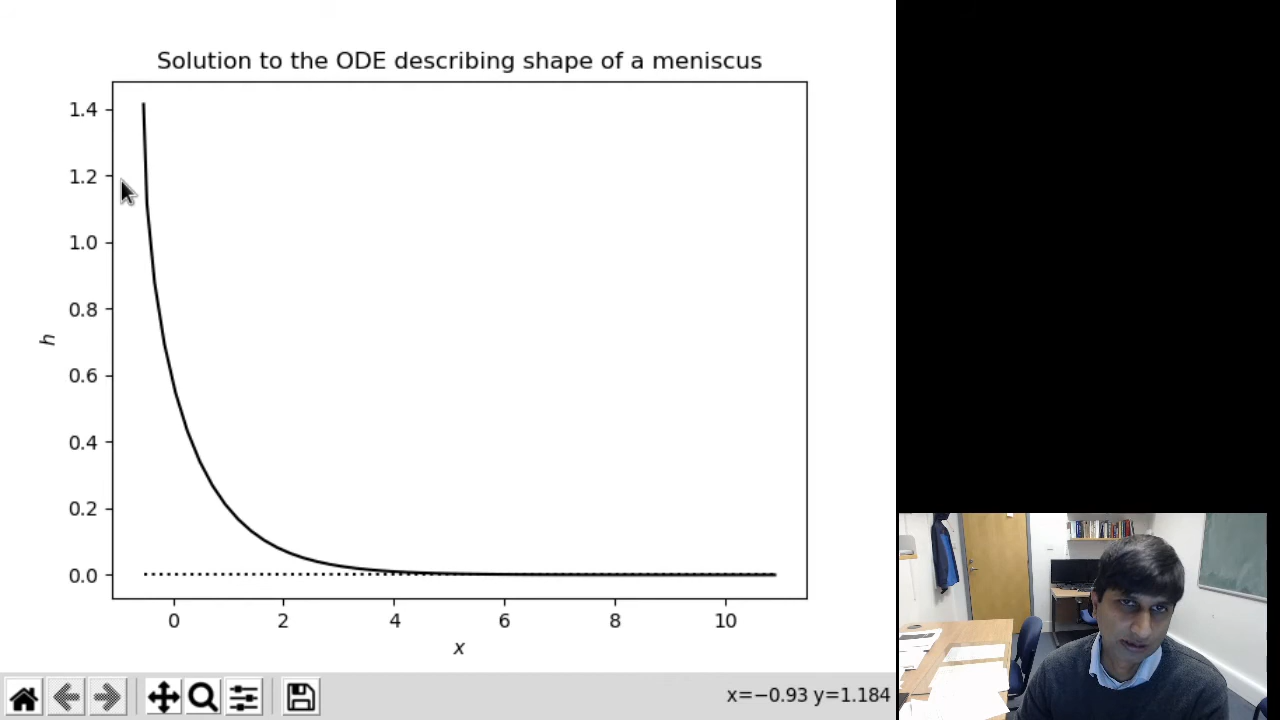 Solution to the ODE describing shape of a meniscus
1.4
1.2
1.0
0.8
0.6
0.4
0.2
0.0
h
0 2 4 6 8 10
x
x=−0.93 y=1.184